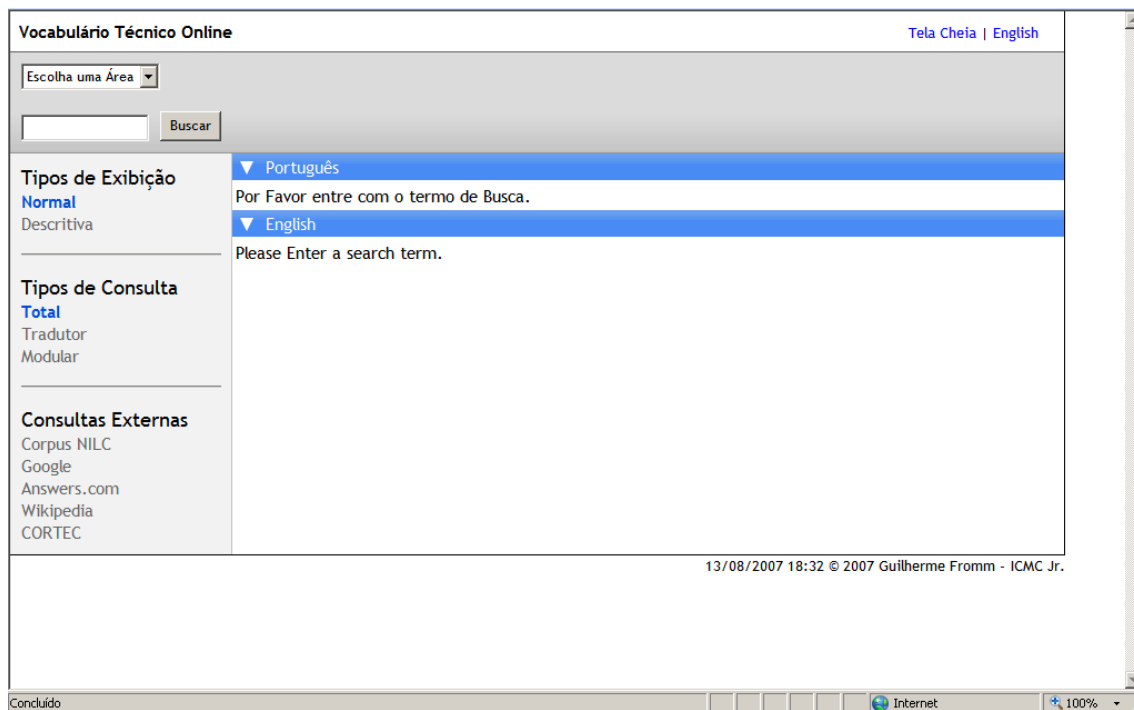 Vocabulário Técnico Online
Tela Cheia | English
Escolha uma Área
Buscar
Tipos de Exibição
Normal
Descritiva
Tipos de Consulta
Total
Tradutor
Modular
Consultas Externas
Corpus NILC
Google
Answers.com
Wikipedia
CORTEC
Português
Por Favor entre com o termo de Busca.
English
Please Enter a search term.
13/08/2007 18:32 © 2007 Guilherme Fromm - ICMC Jr.
Concluído
Internet
100%